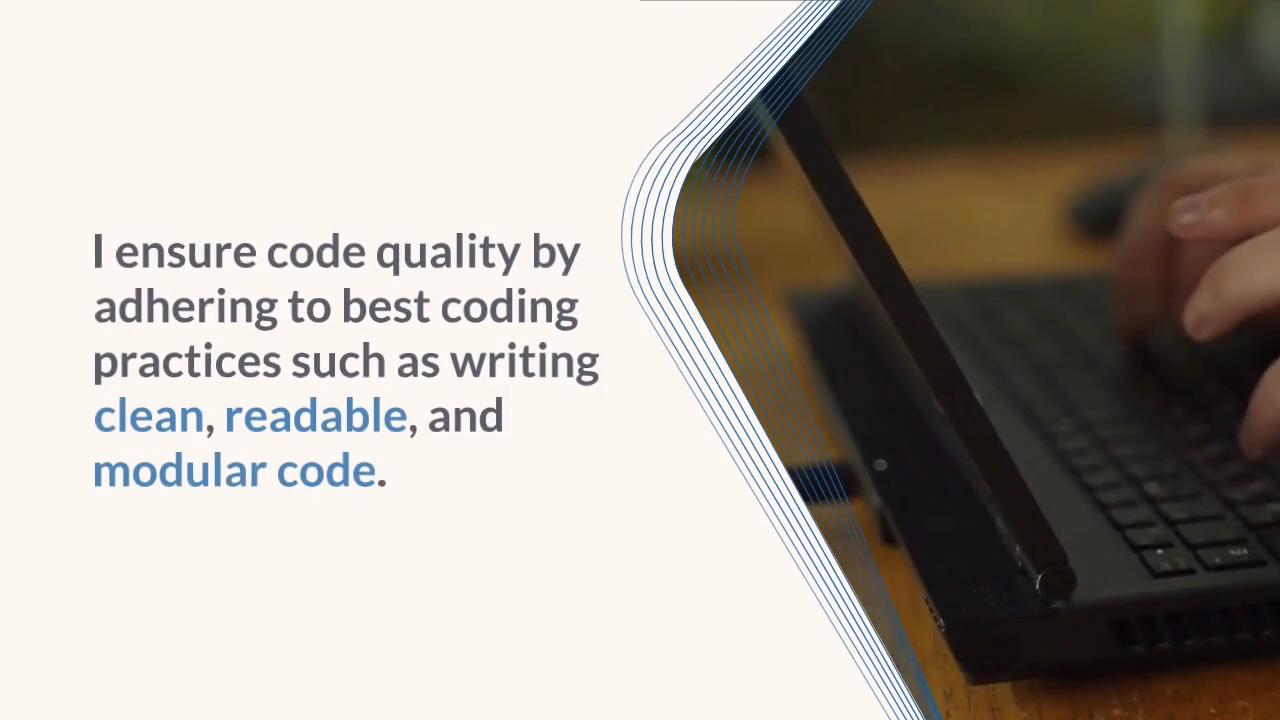 I ensure code quality by
adhering to best coding
practices such as writing
clean, readable, and
modular code.